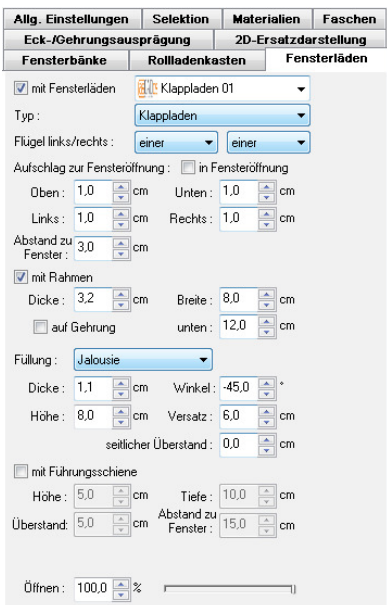 Allg. Einstellungen Selektion Materialien Faschen
Eck-/Gehrungsausprägung 2D-Ersatzdarstellung
Fensterbänke Rollladenkasten Fensterläden
mit Fensterläden Klappladen 01
Typ : Klappladen
Flügel links/rechts : einer einer
Aufschlag zur Fensteröffnung : in Fensteröffnung
Oben : 1,0 cm Unten : 1,0 cm
Links : 1,0 cm Rechts : 1,0 cm
Abstand zu
Fenster : 3,0 cm
mit Rahmen
Dicke : 3,2 cm Breite : 8,0 cm
auf Gehrung unten : 12,0 cm
Füllung : Jalousie
Dicke : 1,1 cm Winkel : -45,0 °
Höhe : 8,0 cm Versatz : 6,0 cm
seitlicher Überstand : 0,0 cm
mit Führungsschiene
Höhe : 5,0 cm Tiefe : 10,0 cm
Überstand: 5,0 cm Abstand zu
Fenster : 15,0 cm
Öffnen : 100,0 %